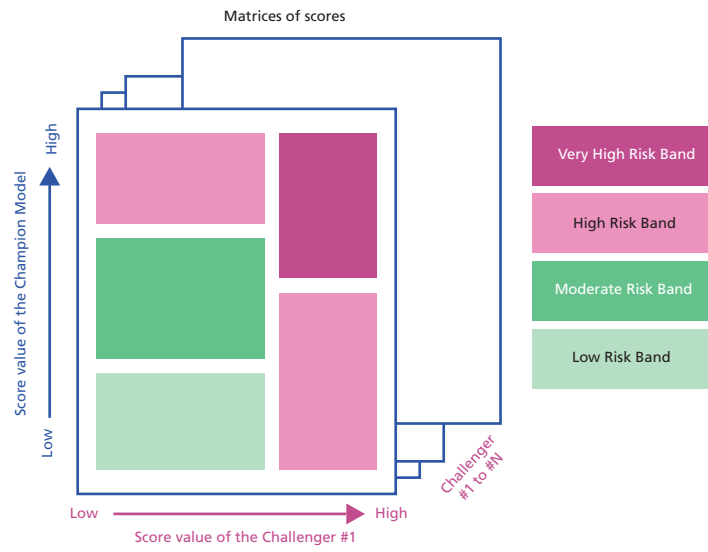 Matrices of scores
High
Score value of the Champion Model
Low
Very High Risk Band
High Risk Band
Moderate Risk Band
Low Risk Band
Challenger
#1 to #N
Low
High
Score value of the Challenger #1